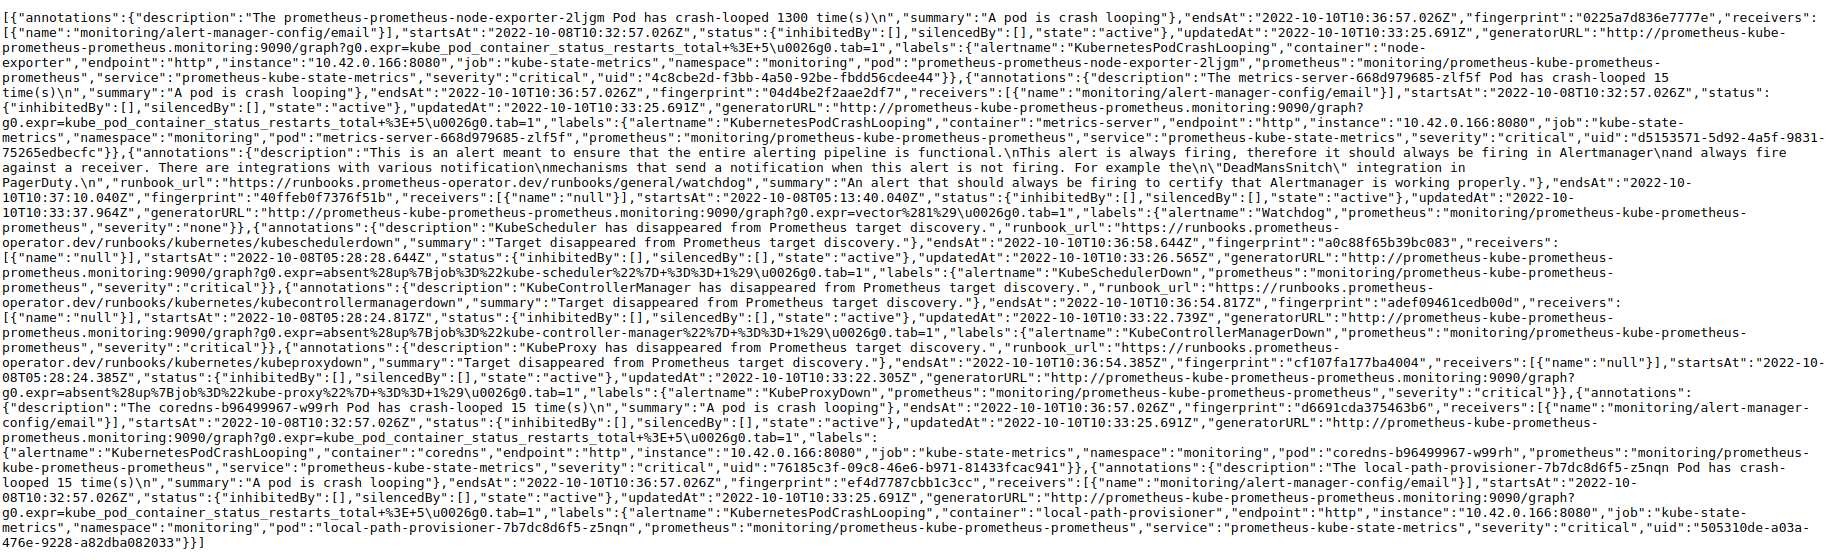 [{"annotations":{"description":"The prometheus-prometheus-node-exporter-2ljgm Pod has crash-looped 1300 time(s)\n","summary":"A pod is crash looping"},"endsAt":"2022-10-10T10:36:57.026Z","fingerprint":"0225a7d836e7777e","receivers":
[{"name":"monitoring/alert-manager-config/email"}],"startsAt":"2022-10-08T10:32:57.026Z","status":{"inhibitedBy":[],"silencedBy":[],"state":"active"},"updatedAt":"2022-10-10T10:33:25.691Z","generatorURL":"http://prometheus-kube-
prometheus-prometheus.monitoring:9090/graph?g0.expr=kube_pod_container_status_restarts_total+%3E+5\u0026g0.tab=1","labels":{"alertname":"KubernetesPodCrashLooping","container":"node-
exporter","endpoint":"http","instance":"10.42.0.166:8080","job":"kube-state-metrics","namespace":"monitoring","pod":"prometheus-prometheus-node-exporter-2ljgm","prometheus":"monitoring/prometheus-kube-prometheus-
prometheus","service":"prometheus-kube-state-metrics","severity":"critical","uid":"4c8cbe2d-f3bb-4a50-92be-fbdd56cdee44"}},{"annotations":{"description":"The metrics-server-668d979685-zlf5f Pod has crash-looped 15
time(s)\n","summary":"A pod is crash looping"},"endsAt":"2022-10-10T10:36:57.026Z","fingerprint":"04d4be2f2aae2df7","receivers":[{"name":"monitoring/alert-manager-config/email"}],"startsAt":"2022-10-08T10:32:57.026Z","status":
{"inhibitedBy":[],"silencedBy":[],"state":"active"},"updatedAt":"2022-10-10T10:33:25.691Z","generatorURL":"http://prometheus-kube-prometheus-prometheus.monitoring:9090/graph?
g0.expr=kube_pod_container_status_restarts_total+%3E+5\u0026g0.tab=1","labels":{"alertname":"KubernetesPodCrashLooping","container":"metrics-server","endpoint":"http","instance":"10.42.0.166:8080","job":"kube-state-
metrics","namespace":"monitoring","pod":"metrics-server-668d979685-zlf5f","prometheus":"monitoring/prometheus-kube-prometheus-prometheus","service":"prometheus-kube-state-metrics","severity":"critical","uid":"d5153571-5d92-4a5f-9831-
75265edbecfc"}},{"annotations":{"description":"This is an alert meant to ensure that the entire alerting pipeline is functional.\nThis alert is always firing, therefore it should always be firing in Alertmanager\nand always fire
against a receiver. There are integrations with various notification\nmechanisms that send a notification when this alert is not firing. For example the\n\"DeadMansSnitch\" integration in
PagerDuty.\n","runbook_url":"https://runbooks.prometheus-operator.dev/runbooks/general/watchdog","summary":"An alert that should always be firing to certify that Alertmanager is working properly."},"endsAt":"2022-10-
10T10:37:10.040Z","fingerprint":"40ffeb0f7376f51b","receivers":[{"name":"null"}],"startsAt":"2022-10-08T05:13:40.040Z","status":{"inhibitedBy":[],"silencedBy":[],"state":"active"},"updatedAt":"2022-10-
10T10:33:37.964Z","generatorURL":"http://prometheus-kube-prometheus-prometheus.monitoring:9090/graph?g0.expr=vector%281%29\u0026g0.tab=1","labels":{"alertname":"Watchdog","prometheus":"monitoring/prometheus-kube-prometheus-
prometheus","severity":"none"}},{"annotations":{"description":"KubeScheduler has disappeared from Prometheus target discovery.","runbook_url":"https://runbooks.prometheus-
operator.dev/runbooks/kubernetes/kubeschedulerdown","summary":"Target disappeared from Prometheus target discovery."},"endsAt":"2022-10-10T10:36:58.644Z","fingerprint":"a0c88f65b39bc083","receivers":
[{"name":"null"}],"startsAt":"2022-10-08T05:28:28.644Z","status":{"inhibitedBy":[],"silencedBy":[],"state":"active"},"updatedAt":"2022-10-10T10:33:26.565Z","generatorURL":"http://prometheus-kube-prometheus-
prometheus.monitoring:9090/graph?g0.expr=absent%28up%7Bjob%3D%22kube-scheduler%22%7D+%3D%3D+1%29\u0026g0.tab=1","labels":{"alertname":"KubeSchedulerDown","prometheus":"monitoring/prometheus-kube-prometheus-
prometheus","severity":"critical"}},{"annotations":{"description":"KubeControllerManager has disappeared from Prometheus target discovery.","runbook_url":"https://runbooks.prometheus-
operator.dev/runbooks/kubernetes/kubecontrollermanagerdown","summary":"Target disappeared from Prometheus target discovery."},"endsAt":"2022-10-10T10:36:54.817Z","fingerprint":"adef09461cedb00d","receivers":
[{"name":"null"}],"startsAt":"2022-10-08T05:28:24.817Z","status":{"inhibitedBy":[],"silencedBy":[],"state":"active"},"updatedAt":"2022-10-10T10:33:22.739Z","generatorURL":"http://prometheus-kube-prometheus-
prometheus.monitoring:9090/graph?g0.expr=absent%28up%7Bjob%3D%22kube-controller-manager%22%7D+%3D%3D+1%29\u0026g0.tab=1","labels":{"alertname":"KubeControllerManagerDown","prometheus":"monitoring/prometheus-kube-prometheus-
prometheus","severity":"critical"}},{"annotations":{"description":"KubeProxy has disappeared from Prometheus target discovery.","runbook_url":"https://runbooks.prometheus-
operator.dev/runbooks/kubernetes/kubeproxydown","summary":"Target disappeared from Prometheus target discovery."},"endsAt":"2022-10-10T10:36:54.385Z","fingerprint":"cf107fa177ba4004","receivers":[{"name":"null"}],"startsAt":"2022-10-
08T05:28:24.385Z","status":{"inhibitedBy":[],"silencedBy":[],"state":"active"},"updatedAt":"2022-10-10T10:33:22.305Z","generatorURL":"http://prometheus-kube-prometheus-prometheus.monitoring:9090/graph?
g0.expr=absent%28up%7Bjob%3D%22kube-proxy%22%7D+%3D%3D+1%29\u0026g0.tab=1","labels":{"alertname":"KubeProxyDown","prometheus":"monitoring/prometheus-kube-prometheus-prometheus","severity":"critical"}},{"annotations":
{"description":"The coredns-b96499967-w99rh Pod has crash-looped 15 time(s)\n","summary":"A pod is crash looping"},"endsAt":"2022-10-10T10:36:57.026Z","fingerprint":"d6691cda375463b6","receivers":[{"name":"monitoring/alert-manager-
config/email"}],"startsAt":"2022-10-08T10:32:57.026Z","status":{"inhibitedBy":[],"silencedBy":[],"state":"active"},"updatedAt":"2022-10-10T10:33:25.691Z","generatorURL":"http://prometheus-kube-prometheus-
prometheus.monitoring:9090/graph?g0.expr=kube_pod_container_status_restarts_total+%3E+5\u0026g0.tab=1","labels":
{"alertname":"KubernetesPodCrashLooping","container":"coredns","endpoint":"http","instance":"10.42.0.166:8080","job":"kube-state-metrics","namespace":"monitoring","pod":"coredns-b96499967-w99rh","prometheus":"monitoring/prometheus-
kube-prometheus-prometheus","service":"prometheus-kube-state-metrics","severity":"critical","uid":"76185c3f-09c8-46e6-b971-81433fcac941"}},{"annotations":{"description":"The local-path-provisioner-7b7dc8d6f5-z5nqn Pod has crash-
looped 15 time(s)\n","summary":"A pod is crash looping"},"endsAt":"2022-10-10T10:36:57.026Z","fingerprint":"ef4d7787cbb1c3cc","receivers":[{"name":"monitoring/alert-manager-config/email"}],"startsAt":"2022-10-
08T10:32:57.026Z","status":{"inhibitedBy":[],"silencedBy":[],"state":"active"},"updatedAt":"2022-10-10T10:33:25.691Z","generatorURL":"http://prometheus-kube-prometheus-prometheus.monitoring:9090/graph?
g0.expr=kube_pod_container_status_restarts_total+%3E+5\u0026g0.tab=1","labels":{"alertname":"KubernetesPodCrashLooping","container":"local-path-provisioner","endpoint":"http","instance":"10.42.0.166:8080","job":"kube-state-
metrics","namespace":"monitoring","pod":"local-path-provisioner-7b7dc8d6f5-z5nqn","prometheus":"monitoring/prometheus-kube-prometheus-prometheus","service":"prometheus-kube-state-metrics","severity":"critical","uid":"505310de-a03a-
476e-9228-a82dba082033"}}]